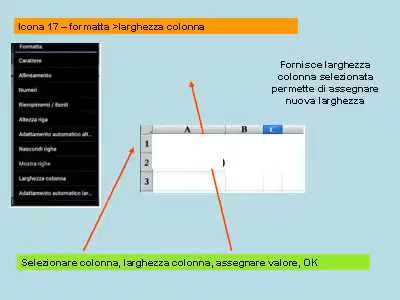 Icona 17 – formatta >larghezza colonna
Formatta
Carattere
Allineamento
Numeri
Riempimenti / Bordi
Altezza riga
Adattamento automatico alt...
Nascondi righe
Mostra righe
Larghezza colonna
Adattamento automatico lar...
Fornisce larghezza
colonna selezionata
permette di assegnare
nuova larghezza
A B C
1
2 )
3
Selezionare colonna, larghezza colonna, assegnare valore, OK